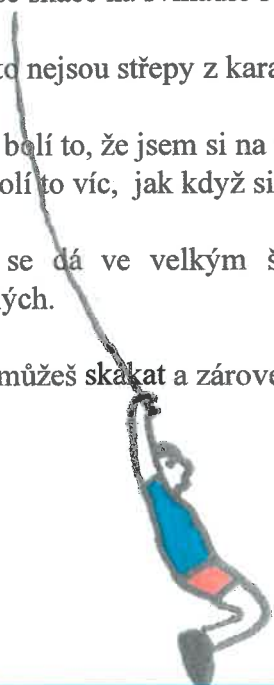 to nejsou střepy z kara
bolí to, že jsem si na
olí to víc, jak když si
se dá ve velkým š
ých.
můžeš skákat a zárove